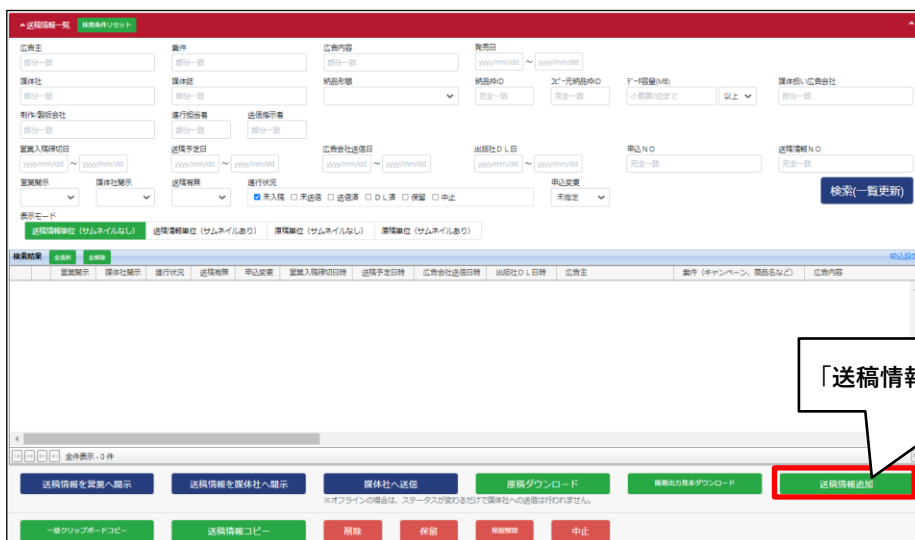 ▲送稿情報一覧 検索条件リセット
広告主 案件 広告内容 発売日
部分一致 部分一致 部分一致 yyyy/mm/dd ~ yyyy/mm/dd
媒体社 媒体誌 納品形態 納品枠ID ｺﾋﾟｰ元納品枠ID ﾃﾞｰﾀ容量(MB) 媒体扱い広告会社
部分一致 部分一致 完全一致 完全一致 小数第2位まで 以上 部分一致
制作/製版会社 進行担当者 送信指示者
部分一致 部分一致 部分一致
営業入稿締切日 送稿予定日 広告会社送信日 出版社ＤＬ日 申込ＮＯ 送稿情報ＮＯ
yyyy/mm/dd ~ yyyy/mm/dd yyyy/mm/dd ~ yyyy/mm/dd yyyy/mm/dd ~ yyyy/mm/dd yyyy/mm/dd ~ yyyy/mm/dd 完全一致 完全一致
営業開示 媒体社開示 送稿有無 進行状況 申込変更
未入稿 未送信 送信済 ＤＬ済 保留 中止 未指定 検索(一覧更新)
表示モード
送稿情報単位（サムネイルなし） 送稿情報単位（サムネイルあり） 原稿単位（サムネイルなし） 原稿単位（サムネイルあり）
検索結果 全選択 全解除
営業開示 媒体社開示 進行状況 送稿有無 申込変更 営業入稿締切日時 送稿予定日時 広告会社送信日時 出版社ＤＬ日時 広告主 案件（キャンペーン、商品名など） 広告内容
「送稿情報
全件表示 - 0 件
送稿情報を営業へ開示 送稿情報を媒体社へ開示 媒体社へ送信 原稿ダウンロード 簡易出力見本ダウンロード 送稿情報追加
※オフラインの場合は、ステータスが変わるだけで媒体社への送信は行われません。
一括クリップボードコピー 送稿情報コピー 削除 保留 保留解除 中止